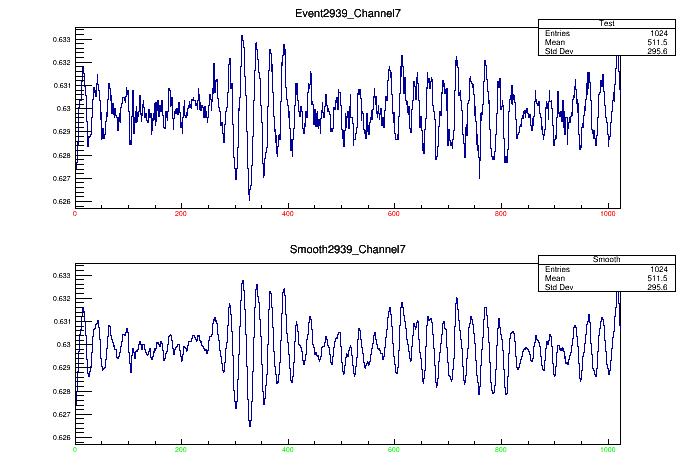 Event2939_Channel7
Test
Entries 1024
Mean 511.5
Std Dev 295.6
0.633
0.632
0.631
0.63
0.629
0.628
0.627
0.626
0 200 400 600 800 1000
Smooth2939_Channel7
Smooth
Entries 1024
Mean 511.5
Std Dev 295.6
0.633
0.632
0.631
0.63
0.629
0.628
0.627
0.626
0 200 400 600 800 1000